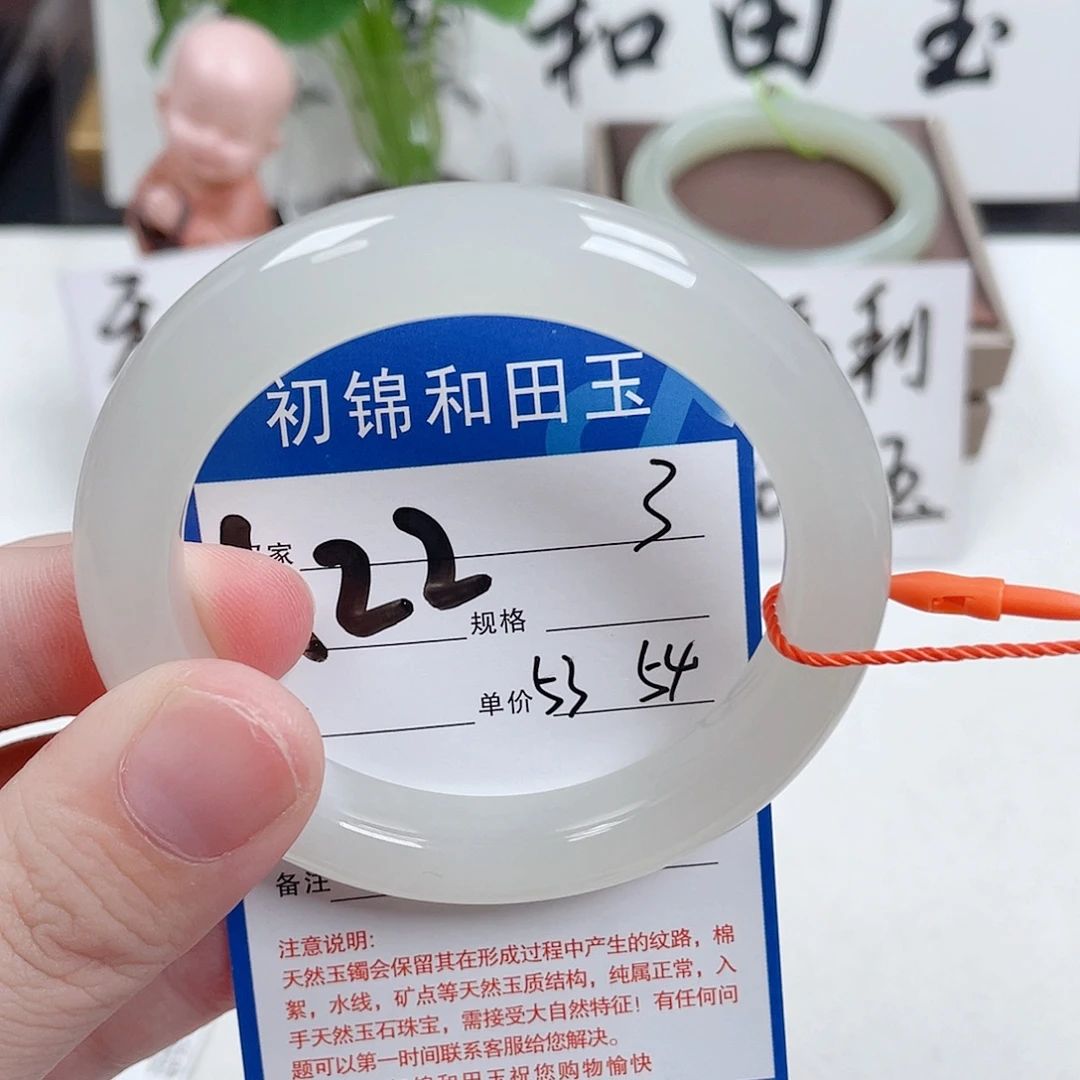 和田玉
利
玉
初锦和田玉
3
家
22
规格
单价 53 54
备注
注意说明:
天然玉镯会保留其在形成过程中产生的纹路，棉
絮，水线，矿点等天然玉质结构，纯属正常，入
手天然玉石珠宝，需接受大自然特征！有任何问
题可以第一时间联系客服给您解决。
锦和田玉祝您购物愉快